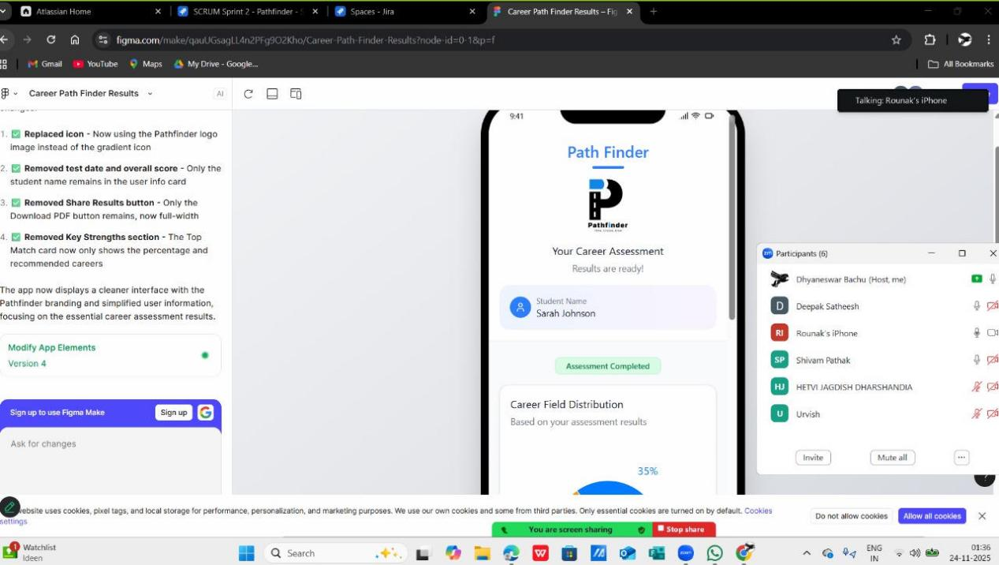 Atlassian Home
SCRUM Sprint 2 - Pathfinder - S
Spaces - Jira
Career Path Finder Results – Fig
figma.com/make/qauUGsagLL4n2PFg9O2Kho/Career-Path-Finder-Results?node-id=0-1&p=f
Gmail
YouTube
Maps
My Drive - Google...
All Bookmarks
Career Path Finder Results
AI
Talking: Rounak's iPhone
1. ✅ Replaced icon - Now using the Pathfinder logo
image instead of the gradient icon
2. ✅ Removed test date and overall score - Only the
student name remains in the user info card
3. ✅ Removed Share Results button - Only the
Download PDF button remains, now full-width
4. ✅ Removed Key Strengths section - The Top
Match card now only shows the percentage and
recommended careers
The app now displays a cleaner interface with the
Pathfinder branding and simplified user information,
focusing on the essential career assessment results.
Modify App Elements
Version 4
Sign up to use Figma Make
Sign up
Ask for changes
9:41
Path Finder
Pathfinder
Your Career Assessment
Results are ready!
Student Name
Sarah Johnson
Assessment Completed
Career Field Distribution
Based on your assessment results
35%
zm
Participants (6)
Dhyaneswar Bachu (Host, me)
D
Deepak Satheesh
RI
Rounak's iPhone
SP
Shivam Pathak
HJ
HETVI JAGDISH DHARSHANDIA
U
Urvish
Invite
Mute all
...
?
website uses cookies, pixel tags, and local storage for performance, personalization, and marketing purposes. We use our own cookies and some from third parties. Only essential cookies are turned on by default. Cookies
settings
Do not allow cookies
Allow all cookies
You are screen sharing
Stop share
1
Watchlist
Ideen
Search
zoom
ENG
IN
01:36
24-11-2025